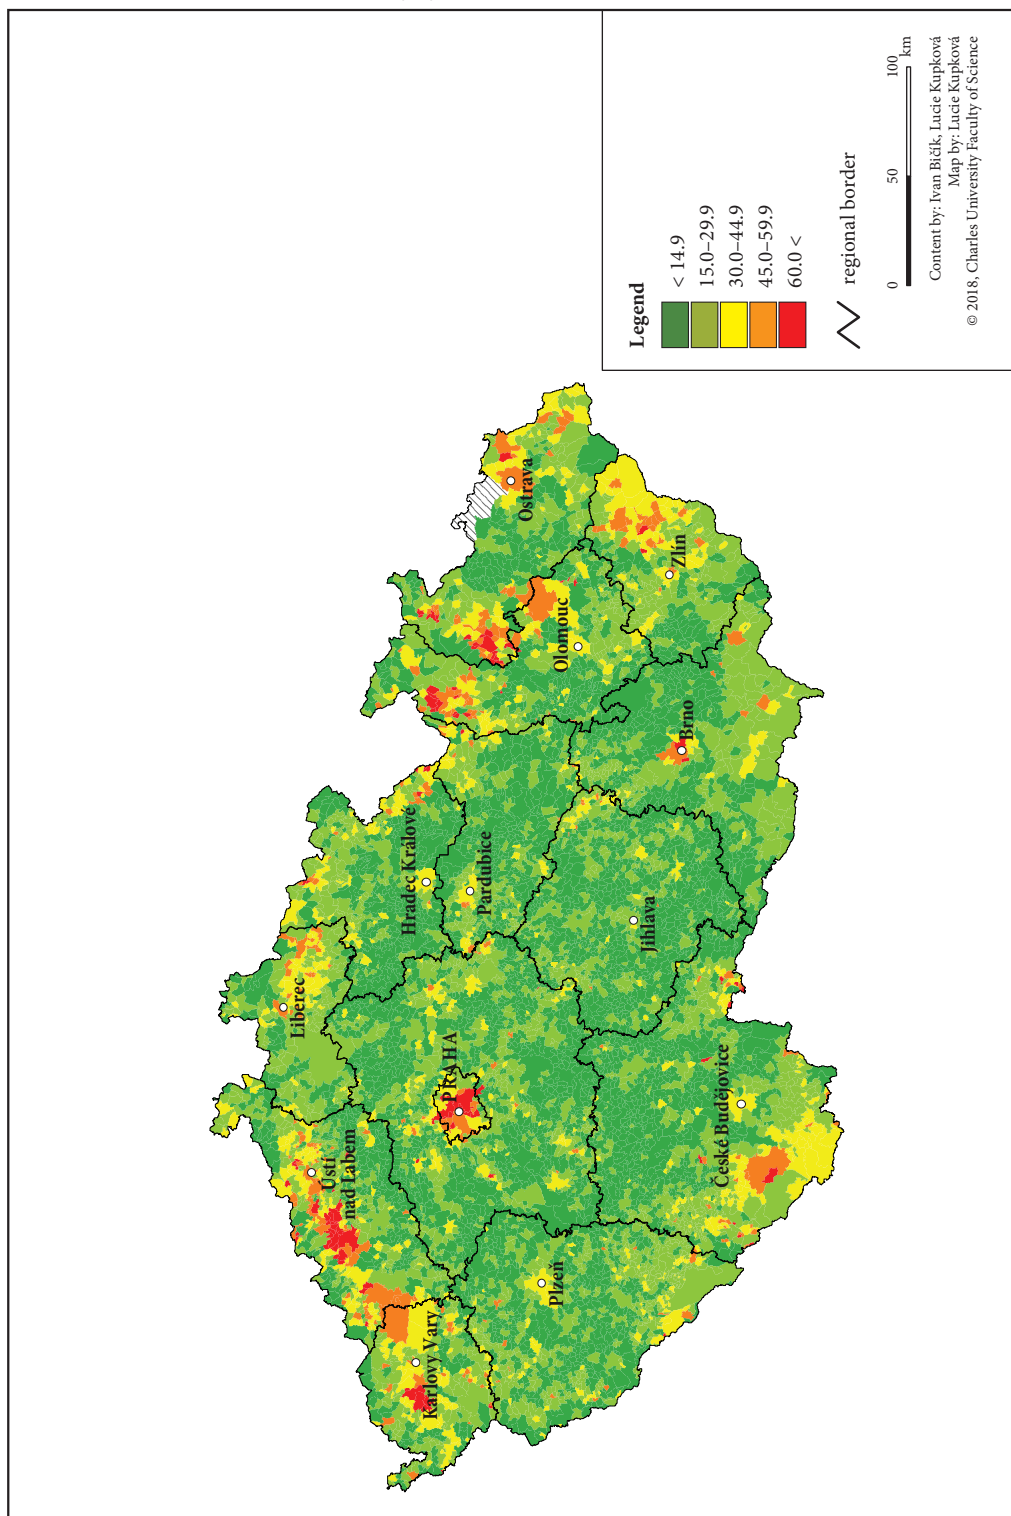 Liberec
Ústí
nad Labem
Karlovy Vary
PRAHA
Hradec Králové
Pardubice
Plzeň
Olomouc
Ostrava
Jihlava
Brno
Zlín
České Budějovice
Legend
< 14.9
15.0–29.9
30.0–44.9
45.0–59.9
60.0 <
regional border
0 50 100
km
Content by: Ivan Bičík, Lucie Kupková
Map by: Lucie Kupková
© 2018, Charles University Faculty of Science